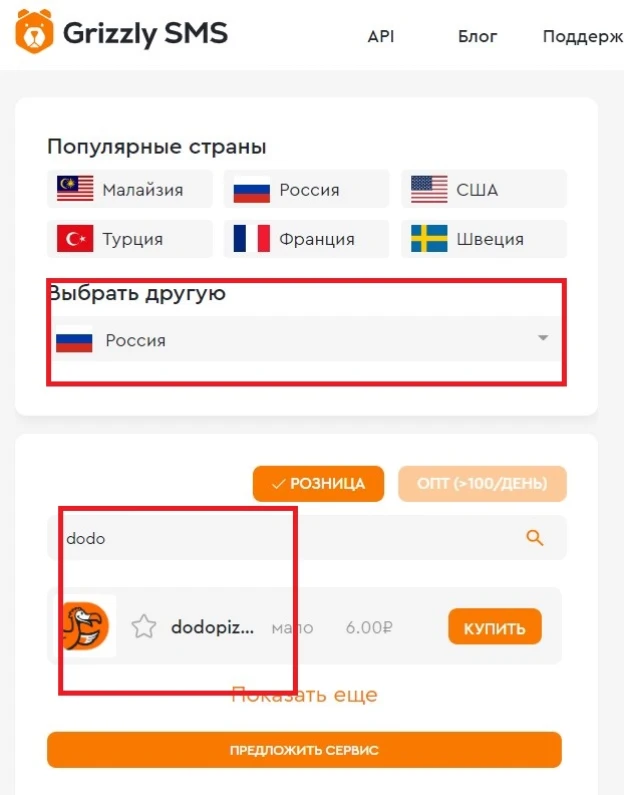 Grizzly SMS API Блог Поддерж
Популярные страны
Малайзия Россия США
Турция Франция Швеция
Выбрать другую
Россия
РОЗНИЦА ОПТ (>100/ДЕНЬ)
dodo
dodopiz... мало 6.00₽ КУПИТЬ
Показать еще
ПРЕДЛОЖИТЬ СЕРВИС